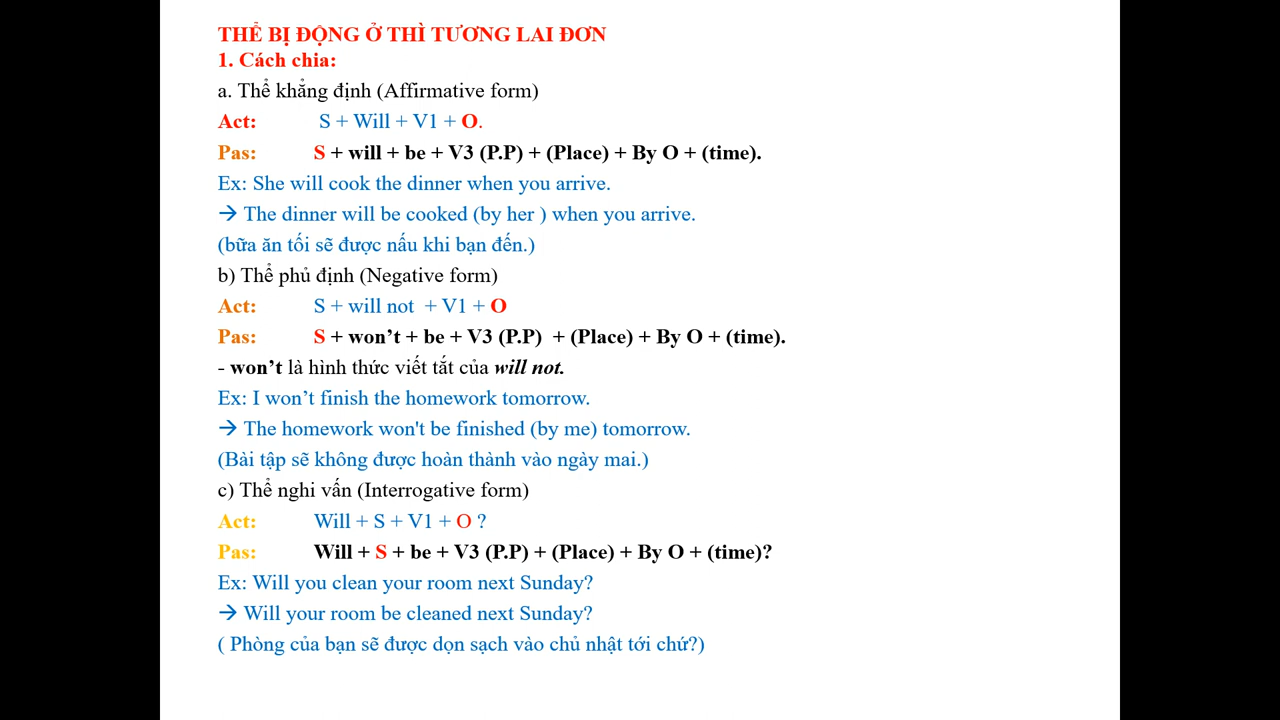 THỂ BỊ ĐỘNG Ở THÌ TƯƠNG LAI ĐƠN
1. Cách chia:
a. Thể khẳng định (Affirmative form)
Act: S + Will + V1 + O.
Pas: S + will + be + V3 (P.P) + (Place) + By O + (time).
Ex: She will cook the dinner when you arrive.
→ The dinner will be cooked (by her ) when you arrive.
(bữa ăn tối sẽ được nấu khi bạn đến.)
b) Thể phủ định (Negative form)
Act: S + will not + V1 + O
Pas: S + won’t + be + V3 (P.P) + (Place) + By O + (time).
- won’t là hình thức viết tắt của will not.
Ex: I won’t finish the homework tomorrow.
→ The homework won't be finished (by me) tomorrow.
(Bài tập sẽ không được hoàn thành vào ngày mai.)
c) Thể nghi vấn (Interrogative form)
Act: Will + S + V1 + O ?
Pas: Will + S + be + V3 (P.P) + (Place) + By O + (time)?
Ex: Will you clean your room next Sunday?
→ Will your room be cleaned next Sunday?
( Phòng của bạn sẽ được dọn sạch vào chủ nhật tới chứ?)